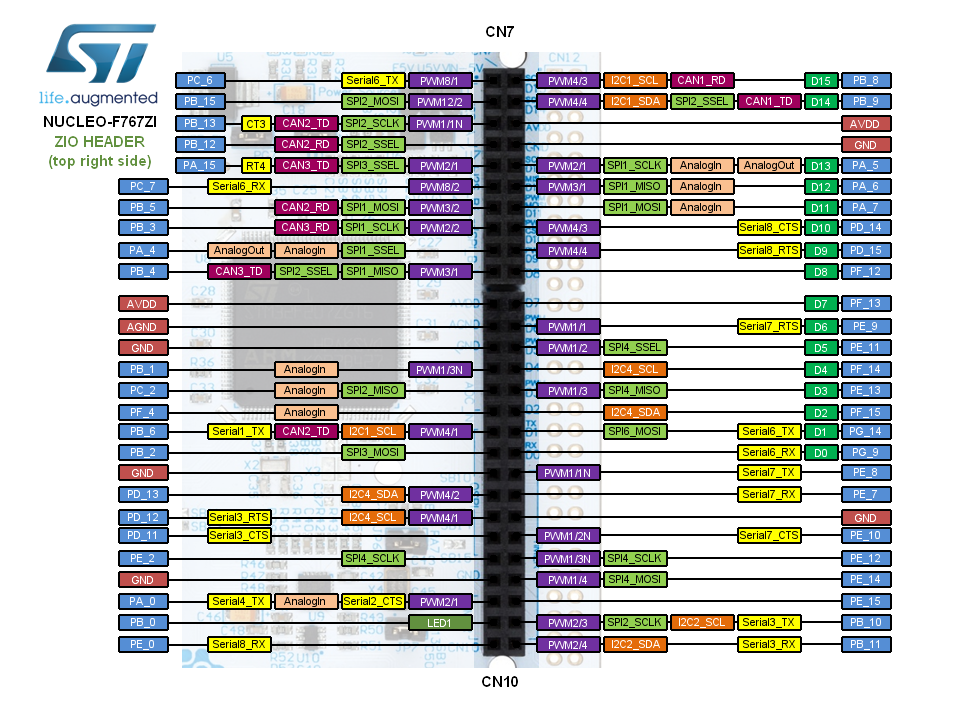 CN7
ST
life.augmented
NUCLEO-F767ZI
ZIO HEADER
(top right side)
PC_6 Serial6_TX PWM8/1 PWM4/3 I2C1_SCL CAN1_RD D15 PB_8
PB_15 SPI2_MOSI PWM12/2 PWM4/4 I2C1_SDA SPI2_SSEL CAN1_TD D14 PB_9
PB_13 CT3 CAN2_TD SPI2_SCLK PWM1/1N AVDD
PB_12 CAN2_RD SPI2_SSEL GND
PA_15 RT4 CAN3_TD SPI3_SSEL PWM2/1 PWM2/1 SPI1_SCLK AnalogIn AnalogOut D13 PA_5
PC_7 Serial6_RX PWM8/2 PWM3/1 SPI1_MISO AnalogIn D12 PA_6
PB_5 CAN2_RD SPI1_MOSI PWM3/2 SPI1_MOSI AnalogIn D11 PA_7
PB_3 CAN3_RD SPI1_SCLK PWM2/2 PWM4/3 Serial8_CTS D10 PD_14
PA_4 AnalogOut AnalogIn SPI1_SSEL PWM4/4 Serial8_RTS D9 PD_15
PB_4 CAN3_TD SPI2_SSEL SPI1_MISO PWM3/1 D8 PF_12
AVDD D7 PF_13
AGND PWM1/1 Serial7_RTS D6 PE_9
GND PWM1/2 SPI4_SSEL D5 PE_11
PB_1 AnalogIn PWM1/3N I2C4_SCL D4 PF_14
PC_2 AnalogIn SPI2_MISO PWM1/3 SPI4_MISO D3 PE_13
PF_4 AnalogIn I2C4_SDA D2 PF_15
PB_6 Serial1_TX CAN2_TD I2C1_SCL PWM4/1 SPI6_MOSI Serial6_TX D1 PG_14
PB_2 SPI3_MOSI Serial6_RX D0 PG_9
GND PWM1/1N Serial7_TX PE_8
PD_13 I2C4_SDA PWM4/2 Serial7_RX PE_7
PD_12 Serial3_RTS I2C4_SCL PWM4/1 GND
PD_11 Serial3_CTS PWM1/2N Serial7_CTS PE_10
PE_2 SPI4_SCLK PWM1/3N SPI4_SCLK PE_12
GND PWM1/4 SPI4_MOSI PE_14
PA_0 Serial4_TX AnalogIn Serial2_CTS PWM2/1 PE_15
PB_0 LED1 PWM2/3 SPI2_SCLK I2C2_SCL Serial3_TX PB_10
PE_0 Serial8_RX PWM2/4 I2C2_SDA Serial3_RX PB_11
CN10